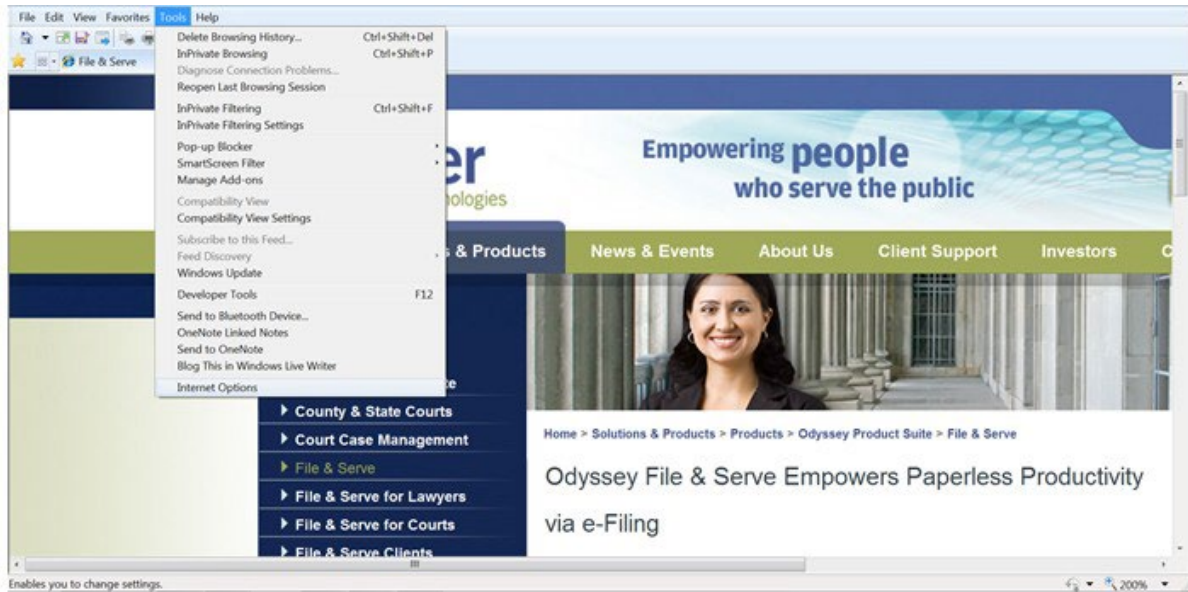 File Edit View Favorites Tools Help
File & Serve
Delete Browsing History... Ctrl+Shift+Del
InPrivate Browsing Ctrl+Shift+P
Diagnose Connection Problems...
Reopen Last Browsing Session
InPrivate Filtering Ctrl+Shift+F
InPrivate Filtering Settings
Pop-up Blocker
SmartScreen Filter
Manage Add-ons
Compatibility View
Compatibility View Settings
Subscribe to this Feed...
Feed Discovery
Windows Update
Developer Tools F12
Send to Bluetooth Device...
OneNote Linked Notes
Send to OneNote
Blog This in Windows Live Writer
Internet Options
er
nologies
Empowering people
who serve the public
& Products News & Events About Us Client Support Investors C
te
County & State Courts
Court Case Management
File & Serve
File & Serve for Lawyers
File & Serve for Courts
File & Serve Clients
Home > Solutions & Products > Products > Odyssey Product Suite > File & Serve
Odyssey File & Serve Empowers Paperless Productivity
via e-Filing
Enables you to change settings.
200%